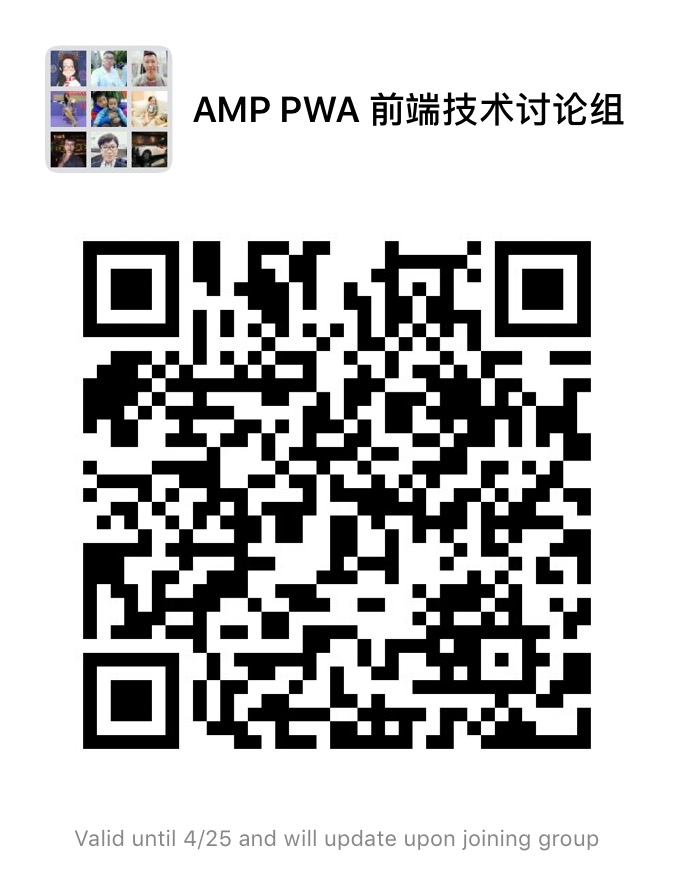 AMP PWA 前端技术讨论组
Valid until 4/25 and will update upon joining group